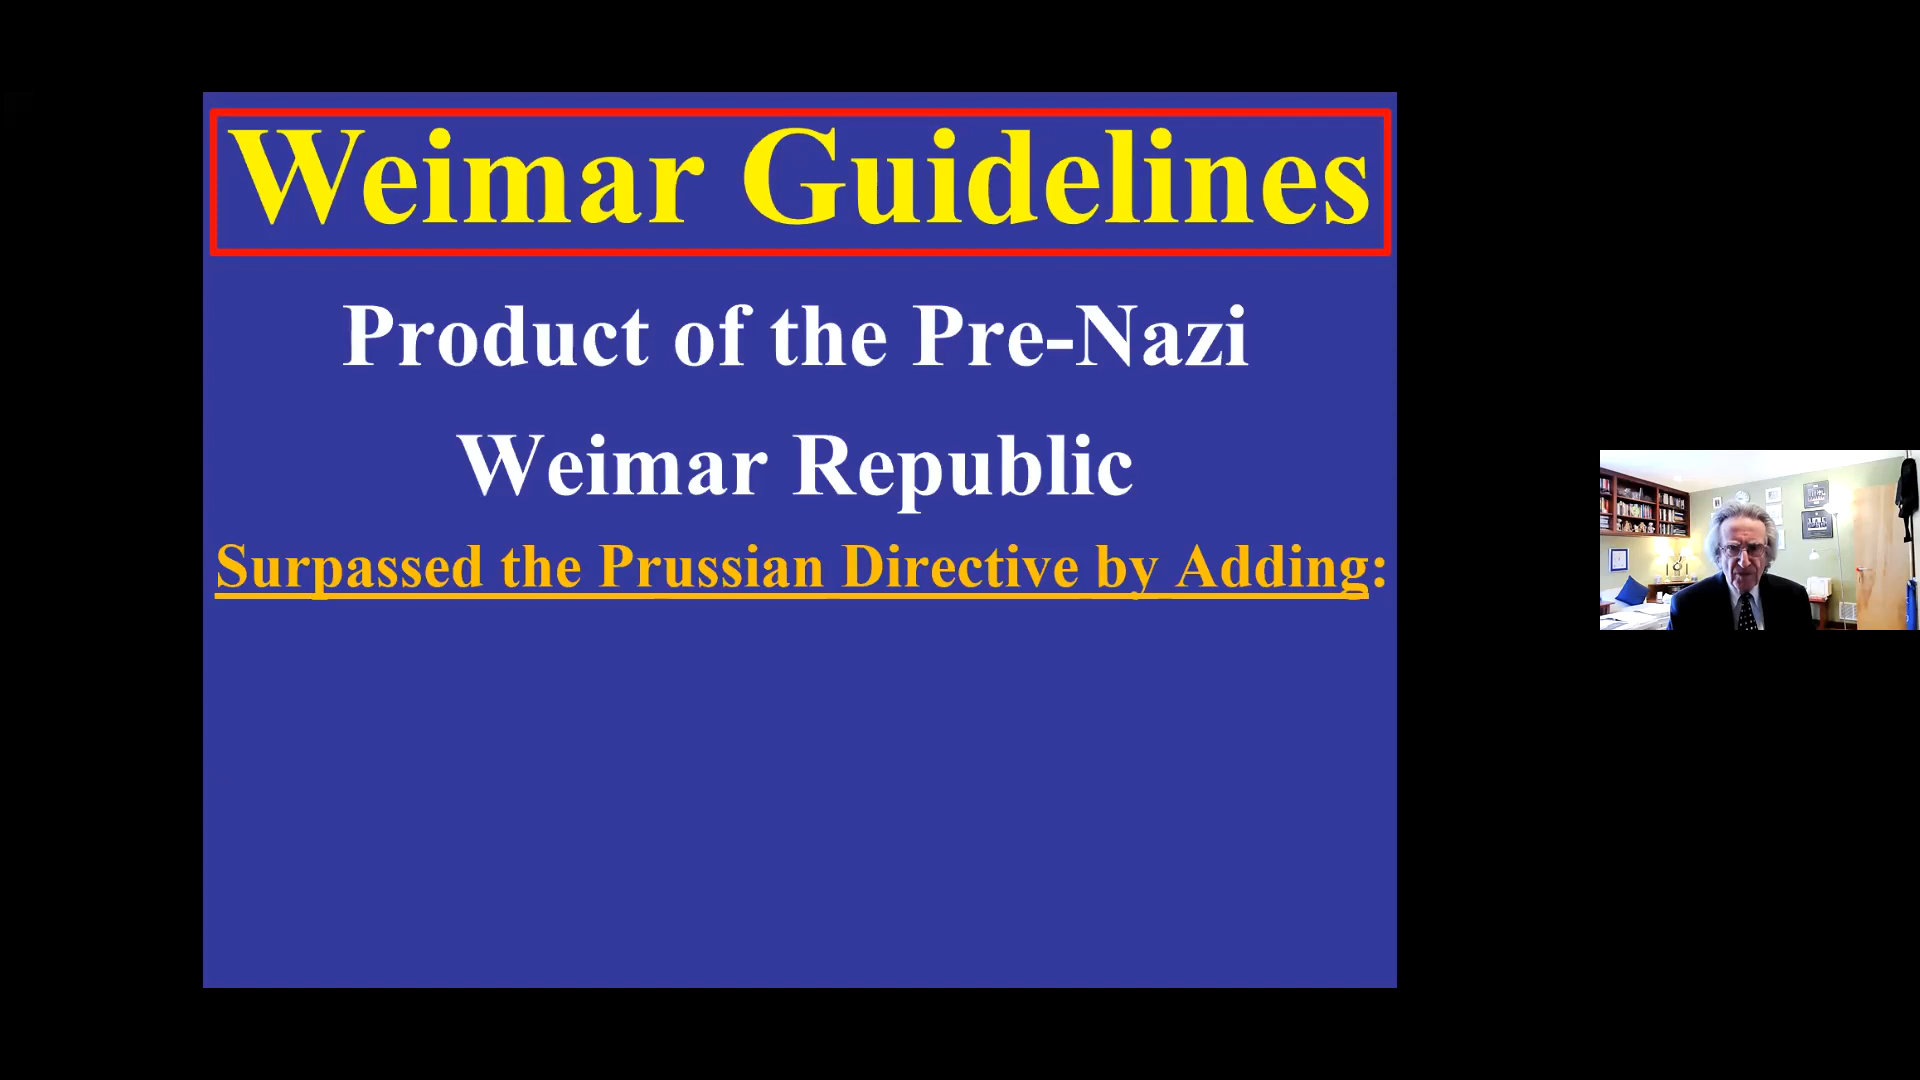 Weimar Guidelines
Product of the Pre-Nazi
Weimar Republic
Surpassed the Prussian Directive by Adding: